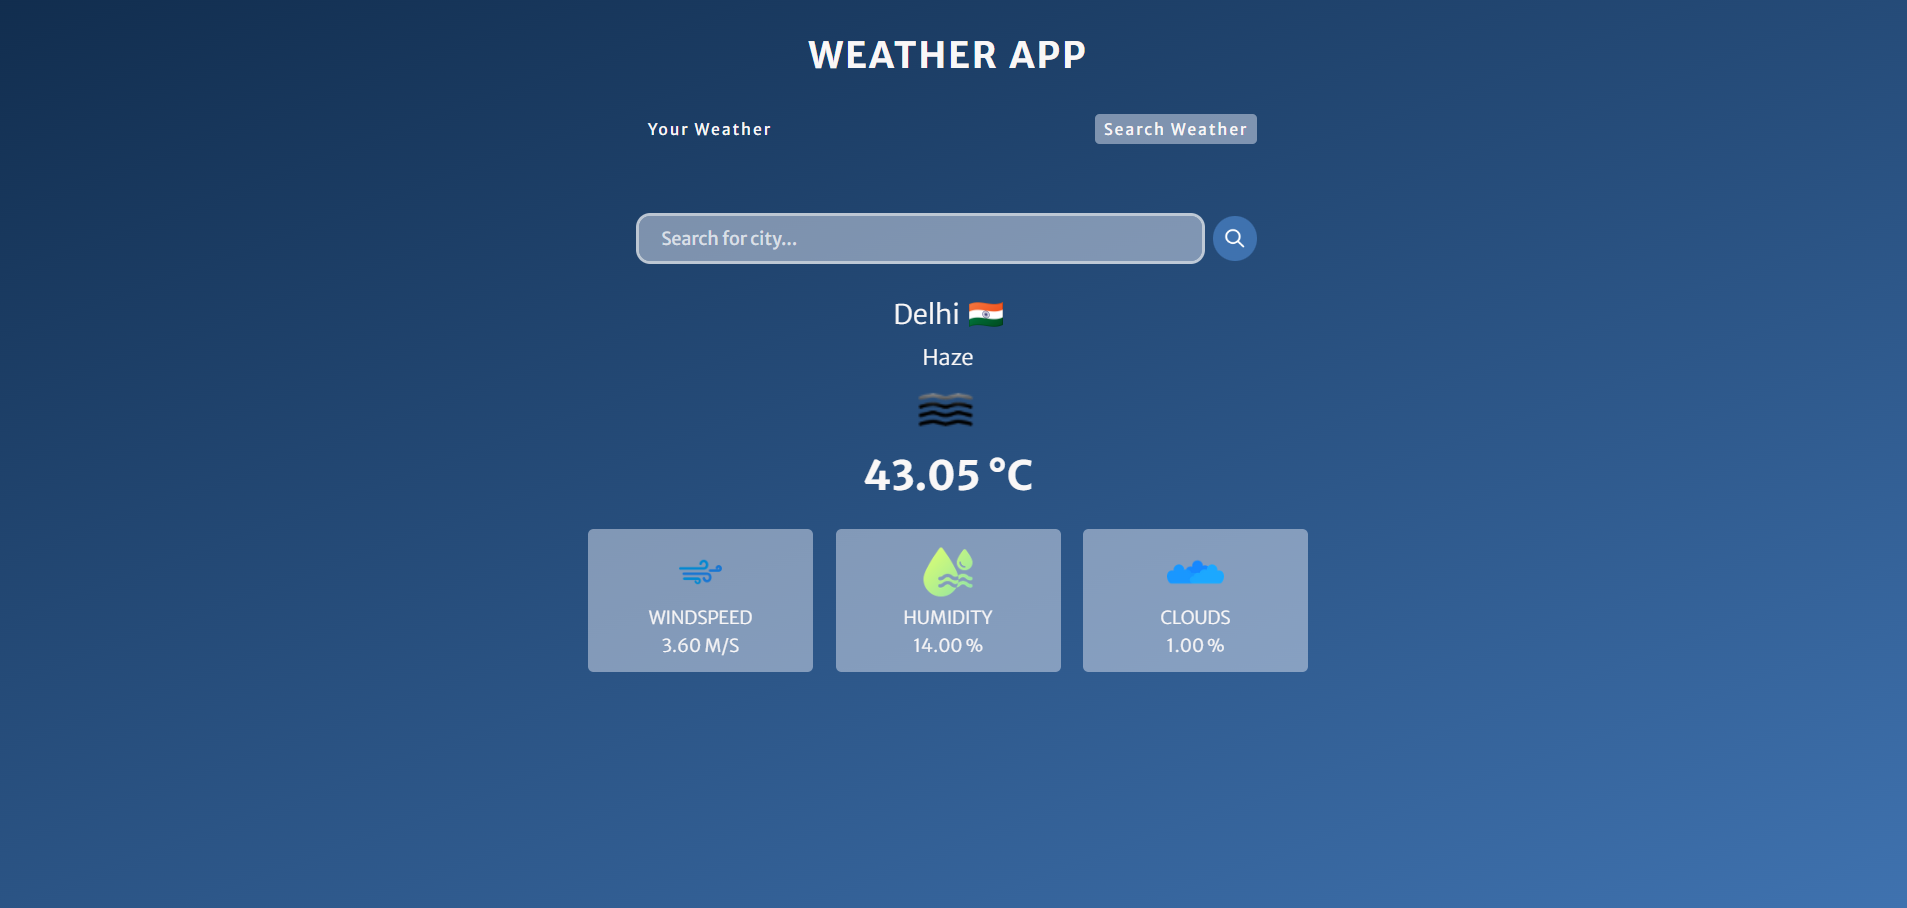 WEATHER APP
Your Weather
Search Weather
Search for city...
Delhi
Haze
43.05 °C
WINDSPEED
3.60 M/S
HUMIDITY
14.00 %
CLOUDS
1.00 %